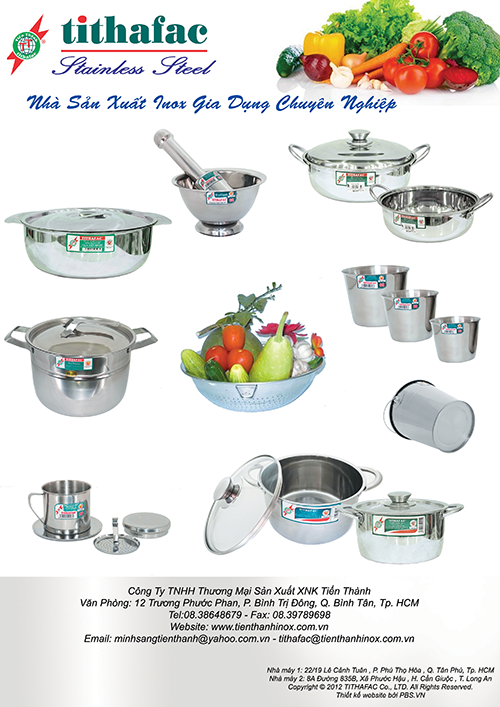 tithafac
Stainless Steel
Nhà Sản Xuất Inox Gia Dụng Chuyên Nghiệp
Công Ty TNHH Thương Mại Sản Xuất XNK Tiến Thành
Văn Phòng: 12 Trương Phước Phan, P. Bình Trị Đông, Q. Bình Tân, Tp. HCM
Tel:08.38648679 - Fax: 08.39789698
Website: www.tienthanhinox.com.vn
Email: minhsangtienthanh@yahoo.com.vn - tithafac@tienthanhinox.com.vn
Nhà máy 1: 22/19 Lê Cảnh Tuân , P. Phú Thọ Hòa , Q. Tân Phú, Tp. HCM
Nhà máy 2: 8A Đường 835B, Xã Phước Hậu , H. Cần Giuộc , T. Long An
Copyright © 2012 TITHAFAC Co., LTD. All Rights Reserved.
Thiết kế website bởi PBS.VN